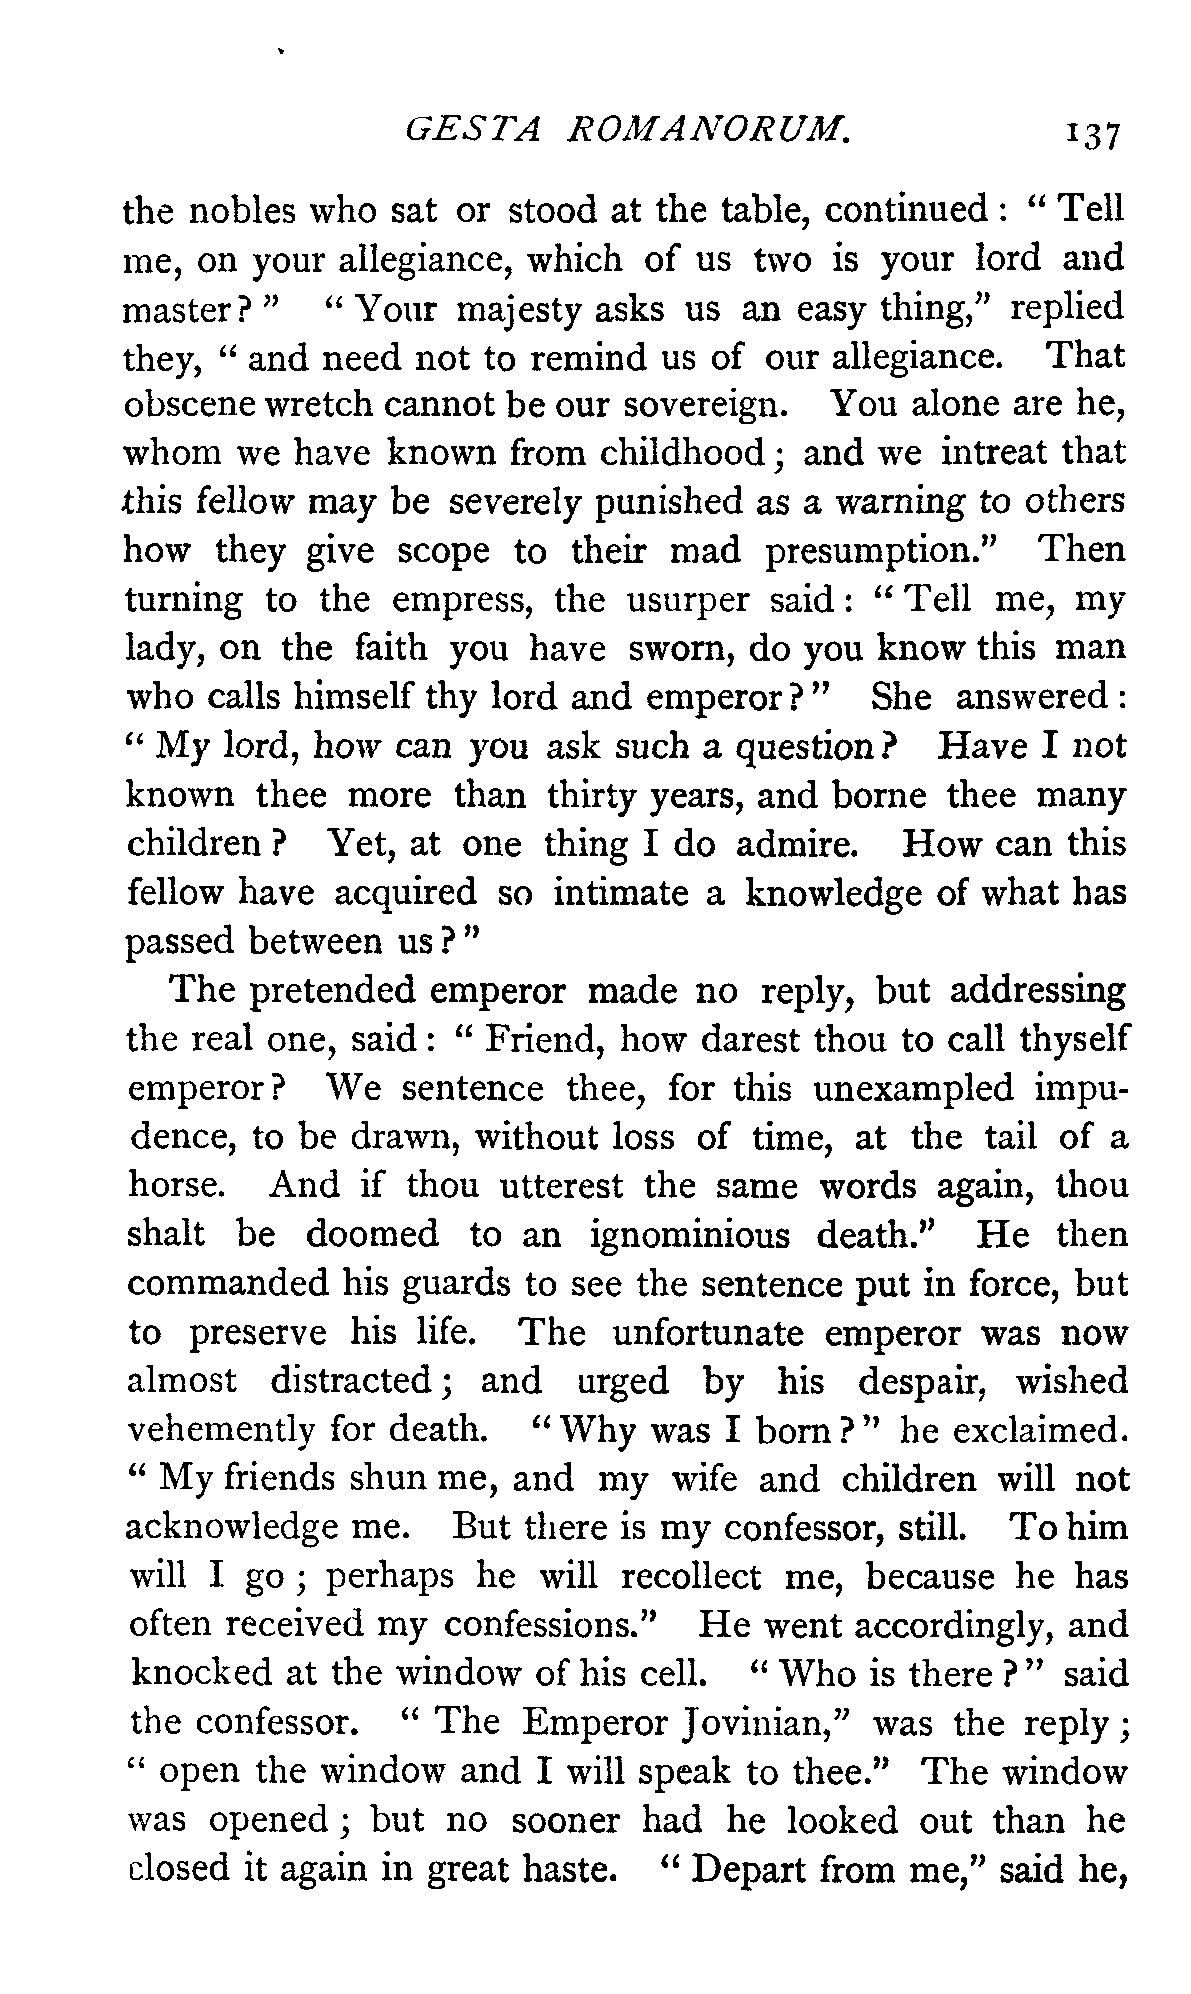 GESTA ROMANORUM. 137
the nobles who sat or stood at the table, continued : “ Tell
me, on your allegiance, which of us two is your lord and
master? ” “ Your majesty asks us an easy thing,” replied
they, “ and need not to remind us of our allegiance. That
obscene wretch cannot be our sovereign. You alone are he,
whom we have known from childhood ; and we intreat that
this fellow may be severely punished as a warning to others
how they give scope to their mad presumption.” Then
turning to the empress, the usurper said : “ Tell me, my
lady, on the faith you have sworn, do you know this man
who calls himself thy lord and emperor? ” She answered :
“ My lord, how can you ask such a question? Have I not
known thee more than thirty years, and borne thee many
children ? Yet, at one thing I do admire. How can this
fellow have acquired so intimate a knowledge of what has
passed between us? ”
The pretended emperor made no reply, but addressing
the real one, said : “ Friend, how darest thou to call thyself
emperor? We sentence thee, for this unexampled impu-
dence, to be drawn, without loss of time, at the tail of a
horse. And if thou utterest the same words again, thou
shalt be doomed to an ignominious death.” He then
commanded his guards to see the sentence put in force, but
to preserve his life. The unfortunate emperor was now
almost distracted ; and urged by his despair, wished
vehemently for death. “ Why was I born? ” he exclaimed.
“ My friends shun me, and my wife and children will not
acknowledge me. But there is my confessor, still. To him
will I go ; perhaps he will recollect me, because he has
often received my confessions.” He went accordingly, and
knocked at the window of his cell. “ Who is there ? ” said
the confessor. “ The Emperor Jovinian,” was the reply ;
“ open the window and I will speak to thee.” The window
was opened ; but no sooner had he looked out than he
closed it again in great haste. “ Depart from me,” said he,